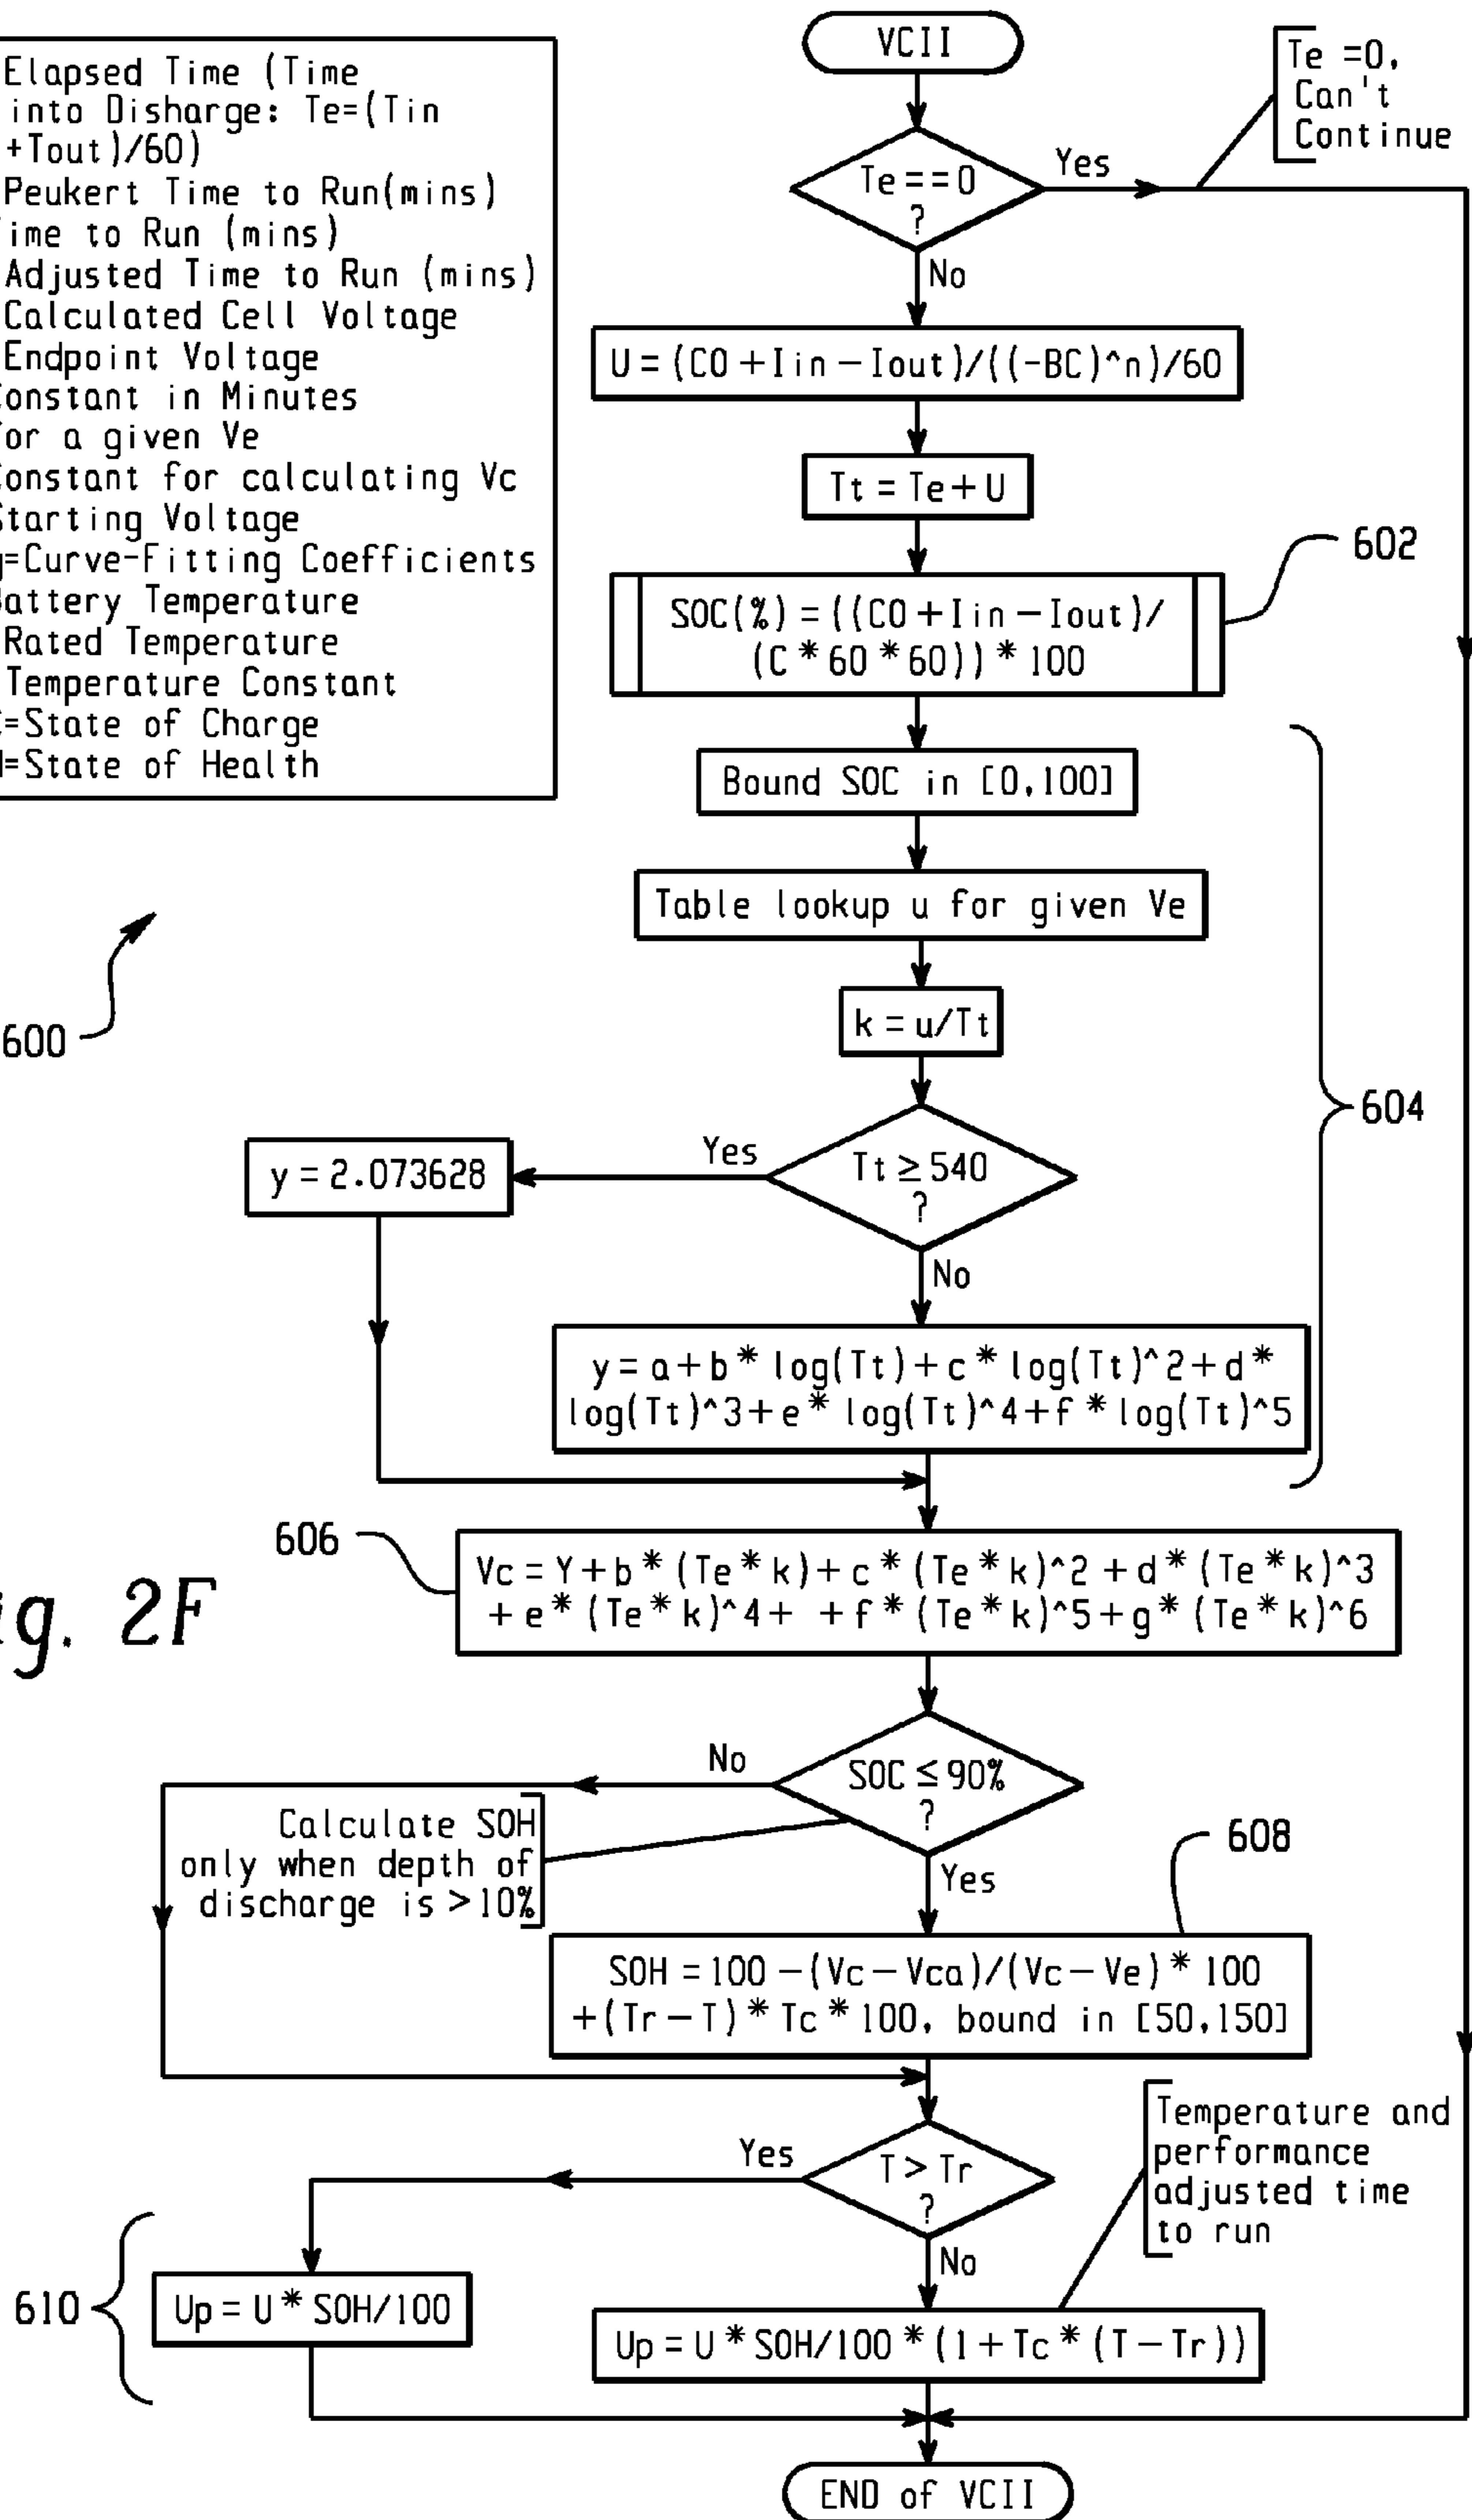 Elapsed Time (Time
into Disharge: Te=(Tin
+Tout)/60)
Peukert Time to Run(mins)
ime to Run (mins)
Adjusted Time to Run (mins)
Calculated Cell Voltage
Endpoint Voltage
onstant in Minutes
or a given Ve
onstant for calculating Vc
tarting Voltage
=Curve-Fitting Coefficients
attery Temperature
Rated Temperature
Temperature Constant
=State of Charge
=State of Health
VCII
Te =0,
Can't
Continue
Te==0
?
Yes
No
U=(CO+Iin-Iout)/((-BC)^n)/60
Tt=Te+U
602
SOC(%)=((CO+Iin-Iout)/
(C*60*60))*100
Bound SOC in [0,100]
Table lookup u for given Ve
k=u/Tt
600
604
Tt≥540
?
Yes
y=2.073628
No
y=a+b*log(Tt)+c*log(Tt)^2+d*
log(Tt)^3+e*log(Tt)^4+f*log(Tt)^5
606
Vc=Y+b*(Te*k)+c*(Te*k)^2+d*(Te*k)^3
+e*(Te*k)^4+ +f*(Te*k)^5+g*(Te*k)^6
ig. 2F
SOC≤90%
?
No
Calculate SOH
only when depth of
discharge is >10%
Yes
608
SOH=100-(Vc-Vca)/(Vc-Ve)*100
+(Tr-T)*Tc*100, bound in [50,150]
T>Tr
?
Yes
No
Temperature and
performance
adjusted time
to run
610
Up=U*SOH/100
Up=U*SOH/100*(1+Tc*(T-Tr))
END of VCII